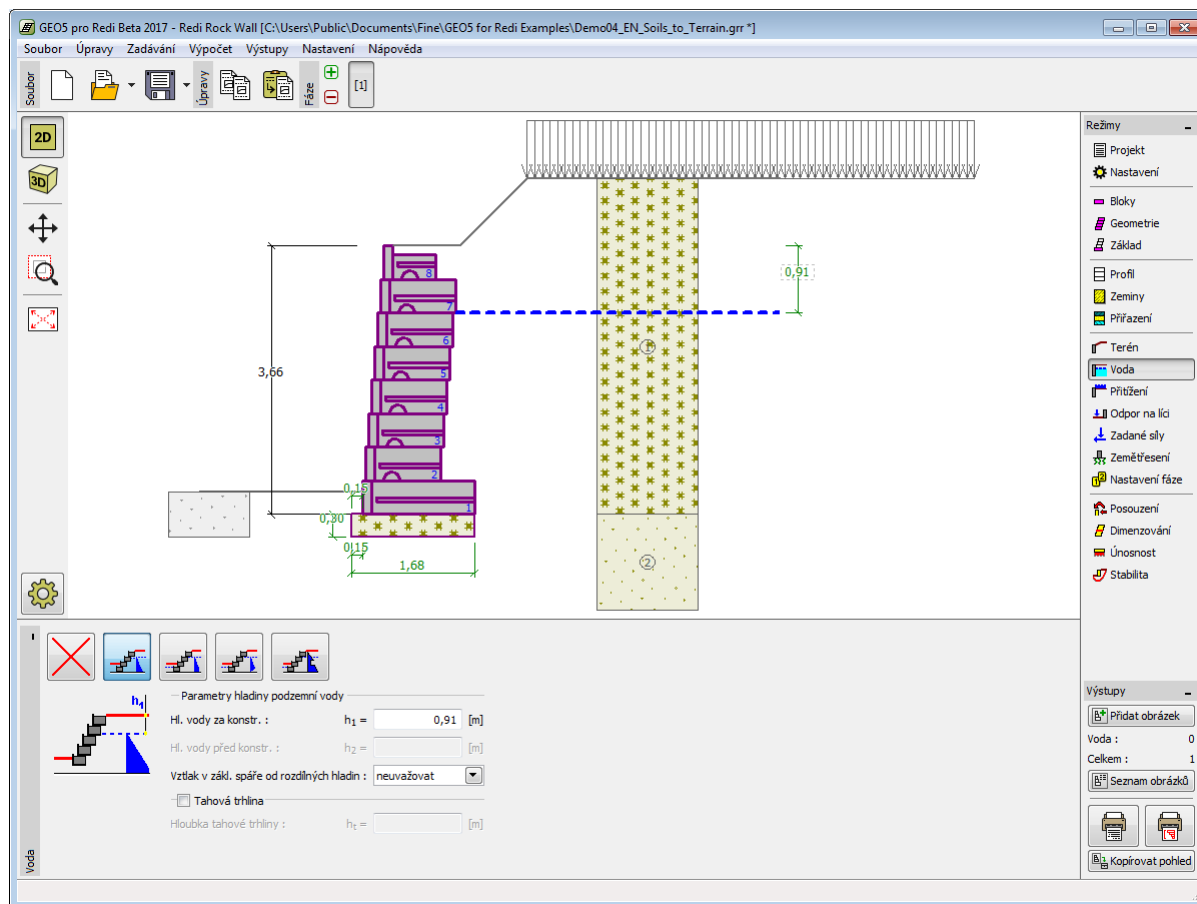 GEO5 pro Redi Beta 2017 - Redi Rock Wall [C:\Users\Public\Documents\Fine\GEO5 for Redi Examples\Demo04_EN_Soils_to_Terrain.grr *]
Soubor Úpravy Zadávání Výpočet Výstupy Nastavení Nápověda
Soubor
Úpravy
Fáze
[1]
2D
3D
0,91
3,66
8
7
6
5
4
3
2
1
0,15
0,30
0,15
1,68
1
2
Režimy
Projekt
Nastavení
Bloky
Geometrie
Základ
Profil
Zeminy
Přiřazení
Terén
Voda
Přitížení
Odpor na líci
Zadané síly
Zemětřesení
Nastavení fáze
Posouzení
Dimenzování
Únosnost
Stabilita
Voda
h1
Parametry hladiny podzemní vody
Hl. vody za konstr. : h1 = 0,91 [m]
Hl. vody před konstr. : h2 = [m]
Vztlak v zákl. spáře od rozdílných hladin : neuvažovat
Tahová trhlina
Hloubka tahové trhliny : ht = [m]
Výstupy
Přidat obrázek
Voda : 0
Celkem : 1
Seznam obrázků
Kopírovat pohled